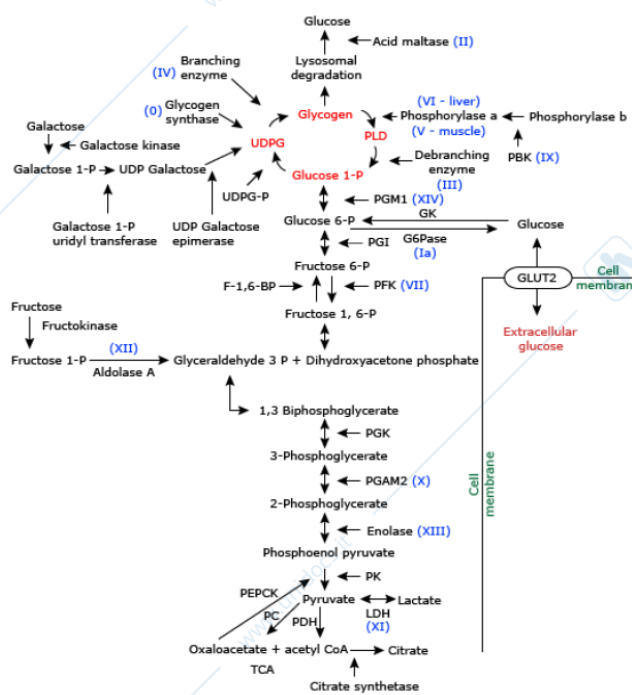 Glucose
Acid maltase (II)
Lysosomal
degradation
Branching
enzyme
(IV)
(0) Glycogen
synthase
Glycogen
(VI - liver)
Phosphorylase a
(V - muscle)
Phosphorylase b
PLD
PBK (IX)
UDPG
Galactose
Galactose kinase
Galactose 1-P
UDP Galactose
Glucose 1-P
Debranching
enzyme
(III)
UDPG-P
PGM1 (XIV)
Galactose 1-P
uridyl transferase
UDP Galactose
epimerase
Glucose 6-P
GK
Glucose
PGI
G6Pase
(Ia)
Fructose 6-P
GLUT2
Cell
membrane
F-1,6-BP
PFK (VII)
Fructose
Fructokinase
Fructose 1, 6-P
Extracellular
glucose
Fructose 1-P
(XII)
Aldolase A
Glyceraldehyde 3 P + Dihydroxyacetone phosphate
1,3 Biphosphoglycerate
PGK
3-Phosphoglycerate
PGAM2 (X)
Cell
membrane
2-Phosphoglycerate
Enolase (XIII)
Phosphoenol pyruvate
PK
PEPCK
Pyruvate
Lactate
LDH
(XI)
PC
PDH
Oxaloacetate + acetyl CoA
Citrate
TCA
Citrate synthetase